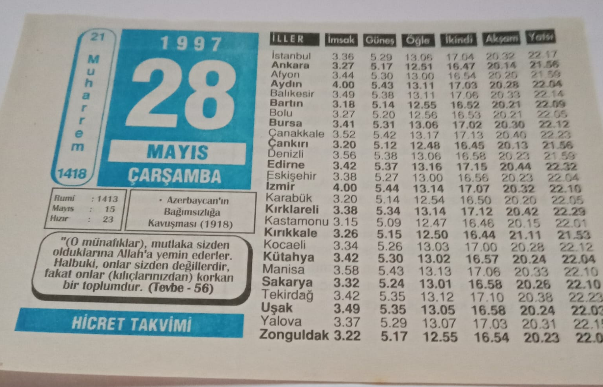 21
Muharrem
1418
1997
28
MAYIS
ÇARŞAMBA
Rumi : 1413
Mayıs : 15
Hızır : 23
• Azerbaycan'ın
Bağımsızlığa
Kavuşması (1918)
"(O münafıklar), mutlaka sizden
olduklarına Allah'a yemin ederler.
Halbuki, onlar sizden değillerdir,
fakat onlar (kılıçlarınızdan) korkan
bir toplumdur. (Tevbe - 56)
HİCRET TAKVİMİ
İLLER İmsak Güneş Öğle İkindi Akşam Yatsı
İstanbul 3.36 5.29 13.06 17.04 20.32 22.17
Ankara 3.27 5.17 12.51 16.47 20.14 21.56
Afyon 3.44 5.30 13.00 16.54 20.20 21.59
Aydın 4.00 5.43 13.11 17.03 20.28 22.04
Balıkesir 3.49 5.38 13.11 17.06 20.33 22.14
Bartın 3.18 5.14 12.55 16.52 20.21 22.09
Bolu 3.27 5.20 12.56 16.53 20.21 22.05
Bursa 3.41 5.31 13.06 17.02 20.30 22.12
Çanakkale 3.52 5.42 13.17 17.13 20.40 22.23
Çankırı 3.20 5.12 12.48 16.45 20.13 21.56
Denizli 3.56 5.38 13.06 16.58 20.23 21.59
Edirne 3.42 5.37 13.16 17.15 20.44 22.32
Eskişehir 3.38 5.27 13.00 16.56 20.23 22.04
İzmir 4.00 5.44 13.14 17.07 20.32 22.10
Karabük 3.20 5.14 12.54 16.50 20.20 22.05
Kırklareli 3.38 5.34 13.14 17.12 20.42 22.29
Kastamonu 3.15 5.09 12.47 16.46 20.15 22.01
Kırıkkale 3.26 5.15 12.50 16.44 21.11 21.53
Kocaeli 3.34 5.26 13.03 17.00 20.28 22.12
Kütahya 3.42 5.30 13.02 16.57 20.24 22.04
Manisa 3.58 5.43 13.13 17.06 20.33 22.10
Sakarya 3.32 5.24 13.01 16.58 20.26 22.10
Tekirdağ 3.42 5.35 13.12 17.10 20.38 22.23
Uşak 3.49 5.35 13.05 16.58 20.24 22.03
Yalova 3.37 5.29 13.07 17.03 20.31
Zonguldak 3.22 5.17 12.55 16.54 20.23